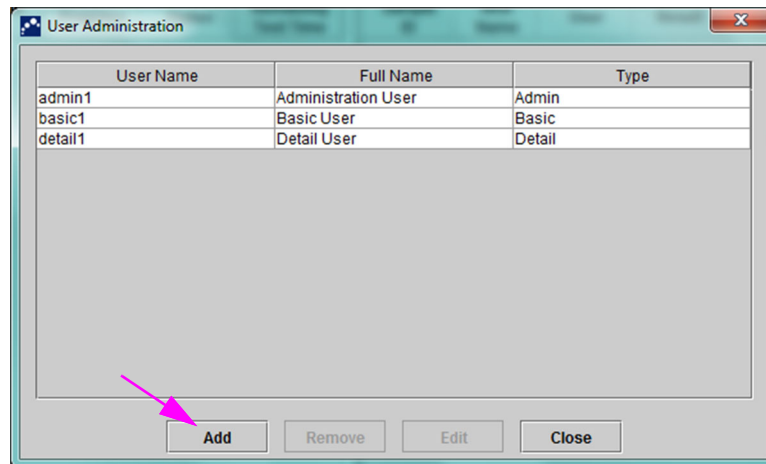 User Administration
User Name Full Name Type
admin1 Administration User Admin
basic1 Basic User Basic
detail1 Detail User Detail
Add Remove Edit Close